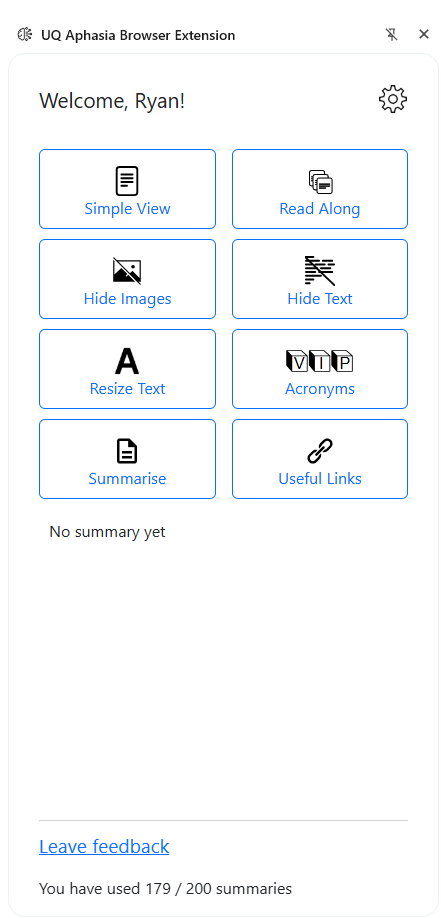 UQ Aphasia Browser Extension
Welcome, Ryan!
Simple View
Read Along
Hide Images
Hide Text
A
Resize Text
VIP
Acronyms
Summarise
Useful Links
No summary yet
Leave feedback
You have used 179 / 200 summaries